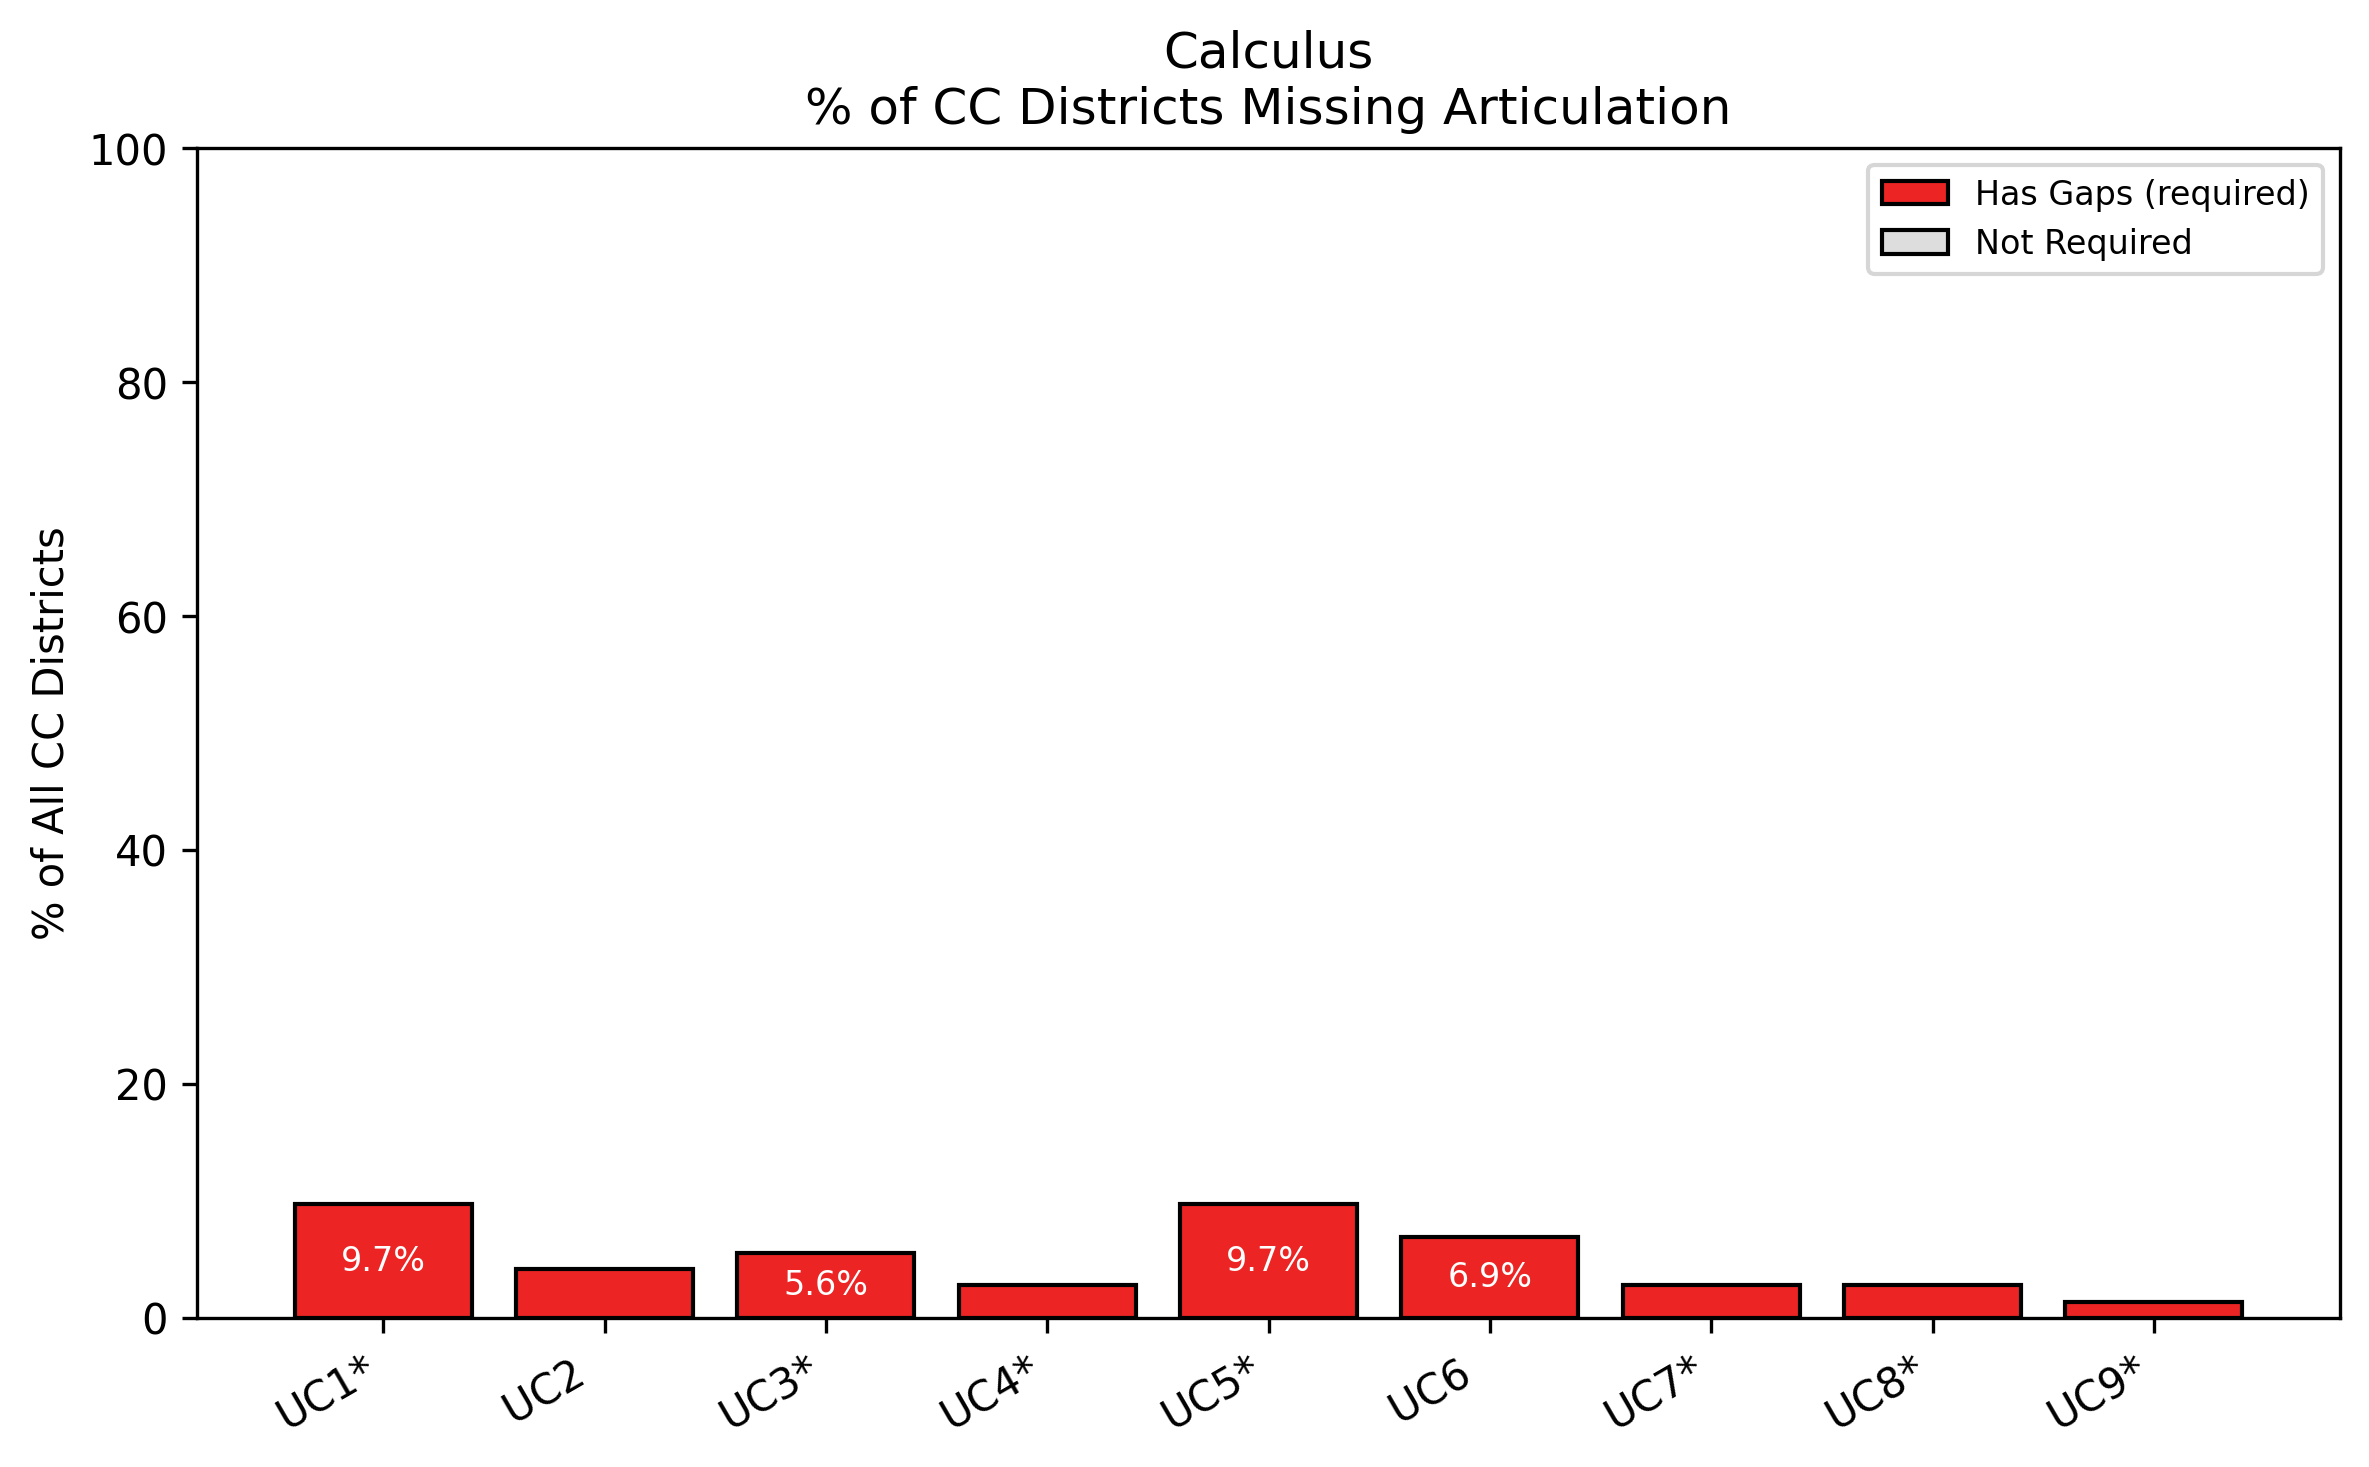 Calculus
% of CC Districts Missing Articulation
Has Gaps (required)
Not Required
% of All CC Districts
100
80
60
40
20
0
9.7%
5.6%
9.7%
6.9%
UC1*
UC2
UC3*
UC4*
UC5*
UC6
UC7*
UC8*
UC9*